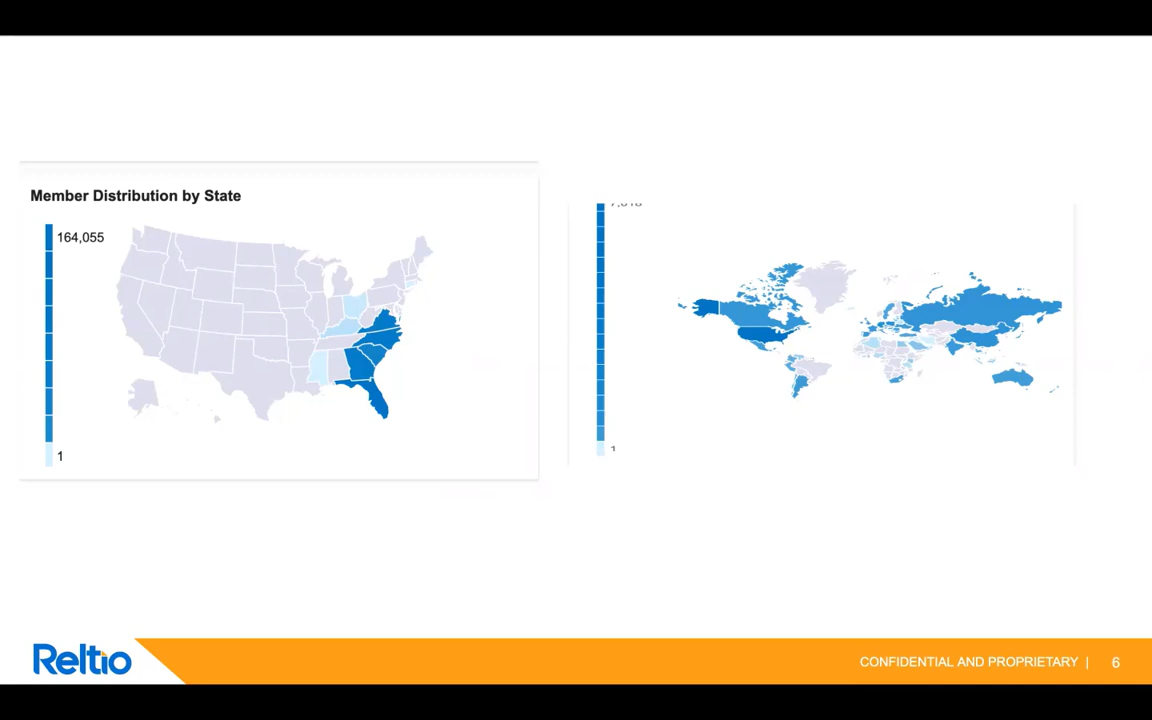 Member Distribution by State
164,055
1
1
Reltio
CONFIDENTIAL AND PROPRIETARY | 6